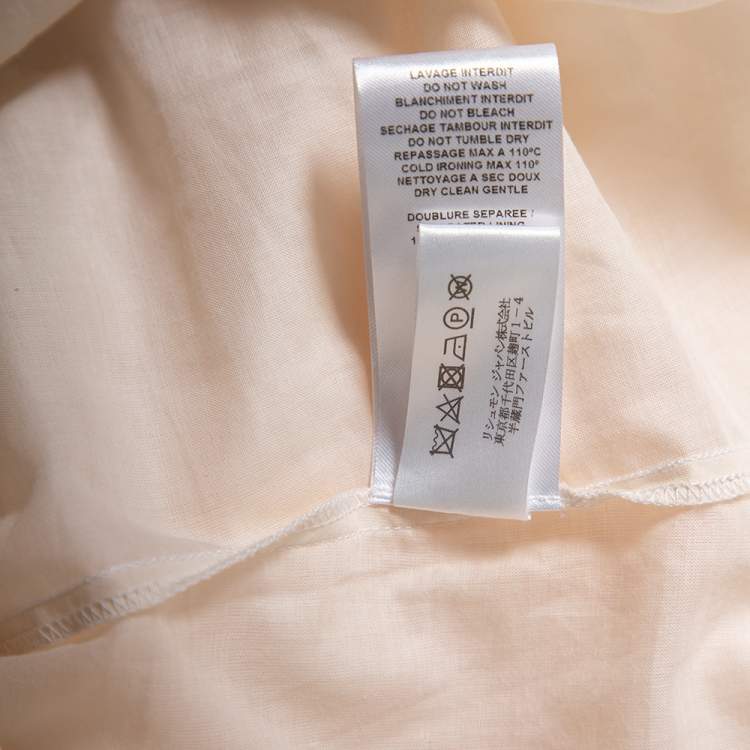 LAVAGE INTERDIT
DO NOT WASH
BLANCHIMENT INTERDIT
DO NOT BLEACH
SECHAGE TAMBOUR INTERDIT
DO NOT TUMBLE DRY
REPASSAGE MAX A 110°C
COLD IRONING MAX 110°
NETTOYAGE A SEC DOUX
DRY CLEAN GENTLE
DOUBLURE SEPAREE /
LINING
リシュモン ジャパン株式会社
東京都千代田区麹町1－4
半蔵門ファーストビル